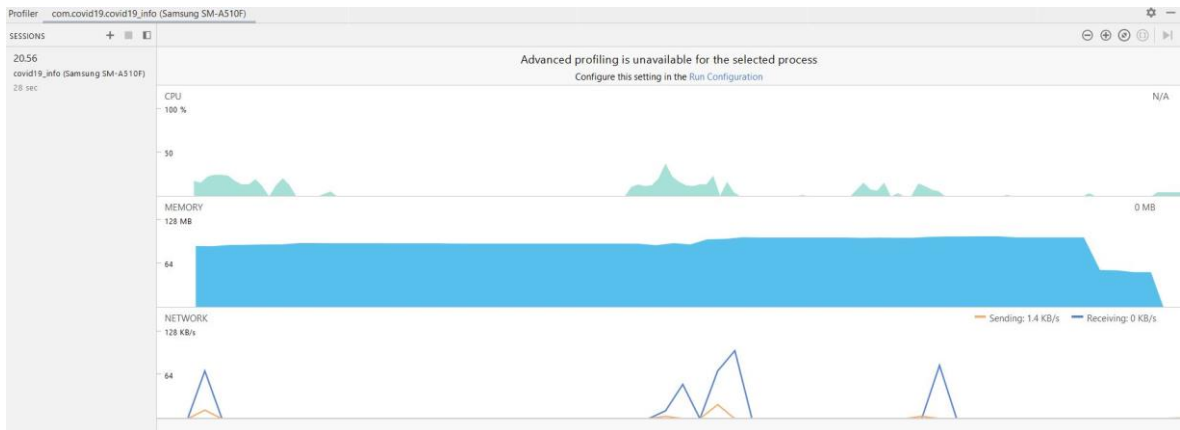 Profiler com.covid19.covid19_info (Samsung SM-A510F)
SESSIONS
20.56
covid19_info (Samsung SM-A510F)
28 sec
Advanced profiling is unavailable for the selected process
Configure this setting in the Run Configuration
CPU N/A
100 %
50
MEMORY 0 MB
128 MB
64
NETWORK Sending: 1.4 KB/s Receiving: 0 KB/s
128 KB/s
64